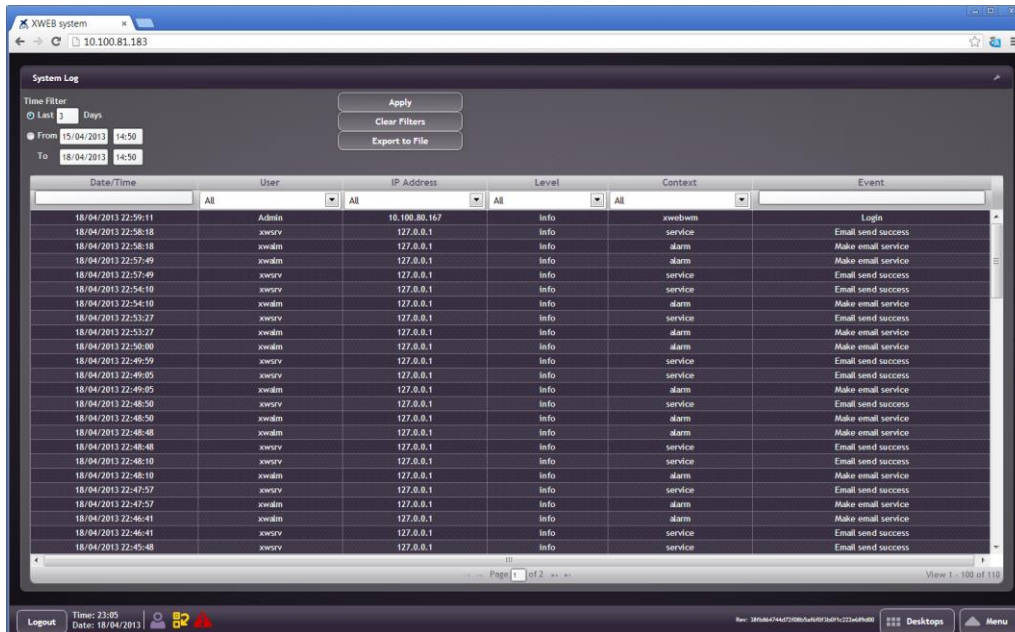 XWEB system
10.100.81.183
System Log
Time Filter
Last 3 Days
From 15/04/2013 14:50
To 18/04/2013 14:50
Apply
Clear Filters
Export to File
Date/Time User IP Address Level Context Event
All All All All
18/04/2013 22:59:11 Admin 10.100.80.167 info xwebwm Login
18/04/2013 22:58:18 xwsrv 127.0.0.1 info service Email send success
18/04/2013 22:58:18 xwalm 127.0.0.1 info alarm Make email service
18/04/2013 22:57:49 xwalm 127.0.0.1 info alarm Make email service
18/04/2013 22:57:49 xwsrv 127.0.0.1 info service Email send success
18/04/2013 22:54:10 xwsrv 127.0.0.1 info service Email send success
18/04/2013 22:54:10 xwalm 127.0.0.1 info alarm Make email service
18/04/2013 22:53:27 xwsrv 127.0.0.1 info service Email send success
18/04/2013 22:53:27 xwalm 127.0.0.1 info alarm Make email service
18/04/2013 22:50:00 xwalm 127.0.0.1 info alarm Make email service
18/04/2013 22:49:59 xwsrv 127.0.0.1 info service Email send success
18/04/2013 22:49:05 xwsrv 127.0.0.1 info service Email send success
18/04/2013 22:49:05 xwalm 127.0.0.1 info alarm Make email service
18/04/2013 22:48:50 xwsrv 127.0.0.1 info service Email send success
18/04/2013 22:48:50 xwalm 127.0.0.1 info alarm Make email service
18/04/2013 22:48:48 xwalm 127.0.0.1 info alarm Make email service
18/04/2013 22:48:48 xwsrv 127.0.0.1 info service Email send success
18/04/2013 22:48:10 xwsrv 127.0.0.1 info service Email send success
18/04/2013 22:48:10 xwalm 127.0.0.1 info alarm Make email service
18/04/2013 22:47:57 xwsrv 127.0.0.1 info service Email send success
18/04/2013 22:47:57 xwalm 127.0.0.1 info alarm Make email service
18/04/2013 22:46:41 xwalm 127.0.0.1 info alarm Make email service
18/04/2013 22:46:41 xwsrv 127.0.0.1 info service Email send success
18/04/2013 22:45:48 xwsrv 127.0.0.1 info service Email send success
Page 1 of 2
View 1 - 100 of 110
Logout
Time: 23:05
Date: 18/04/2013
Rev:
Desktops
Menu